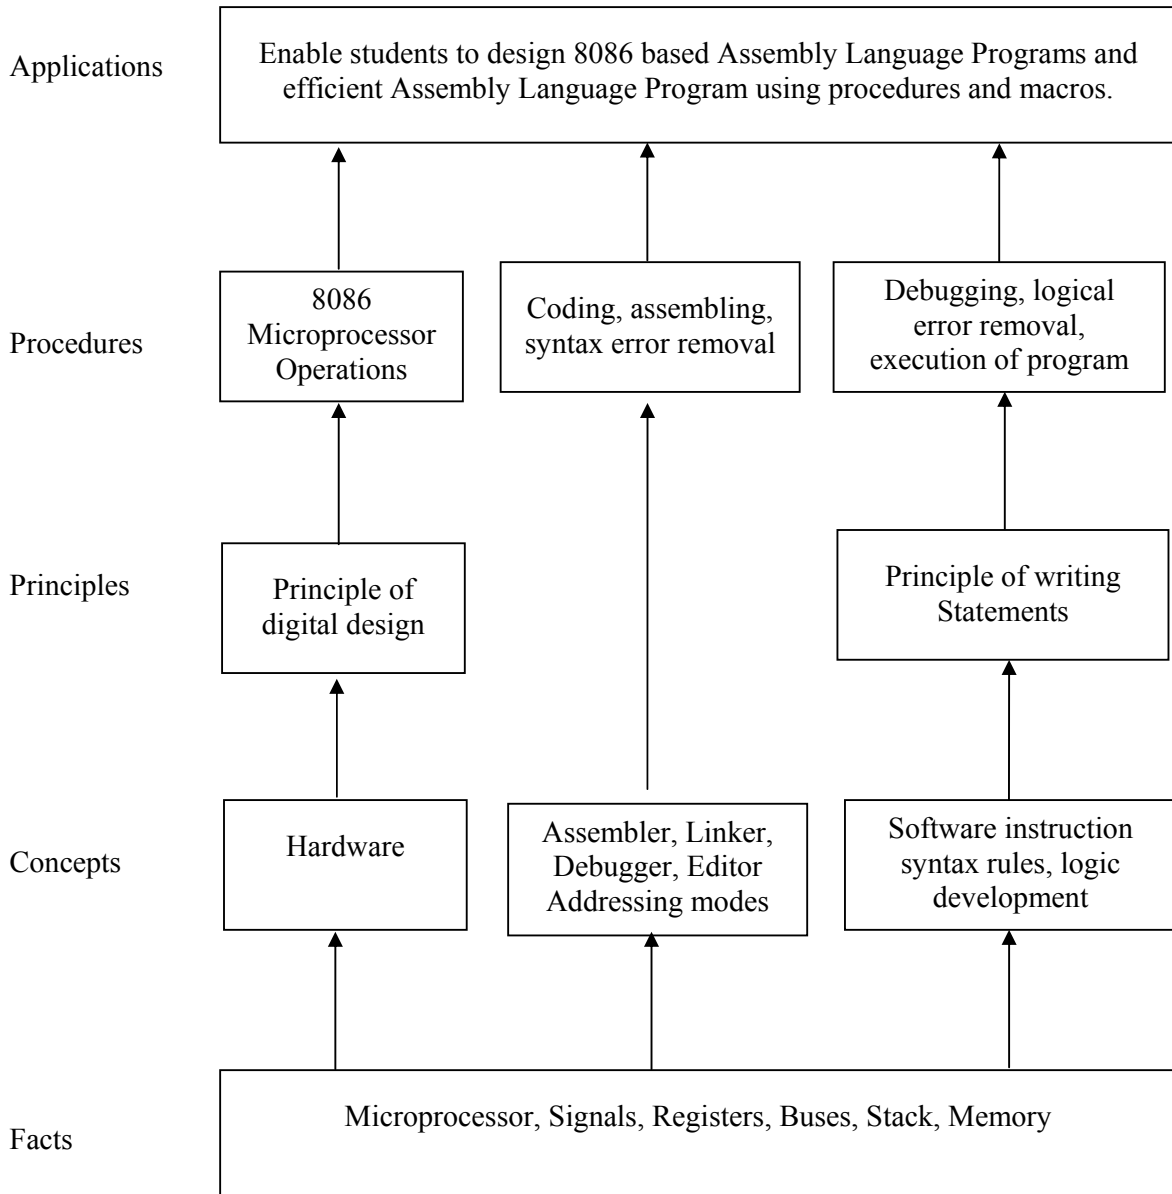 Applications
Enable students to design 8086 based Assembly Language Programs and
efficient Assembly Language Program using procedures and macros.
Procedures
8086
Microprocessor
Operations
Coding, assembling,
syntax error removal
Debugging, logical
error removal,
execution of program
Principles
Principle of
digital design
Principle of writing
Statements
Concepts
Hardware
Assembler, Linker,
Debugger, Editor
Addressing modes
Software instruction
syntax rules, logic
development
Facts
Microprocessor, Signals, Registers, Buses, Stack, Memory